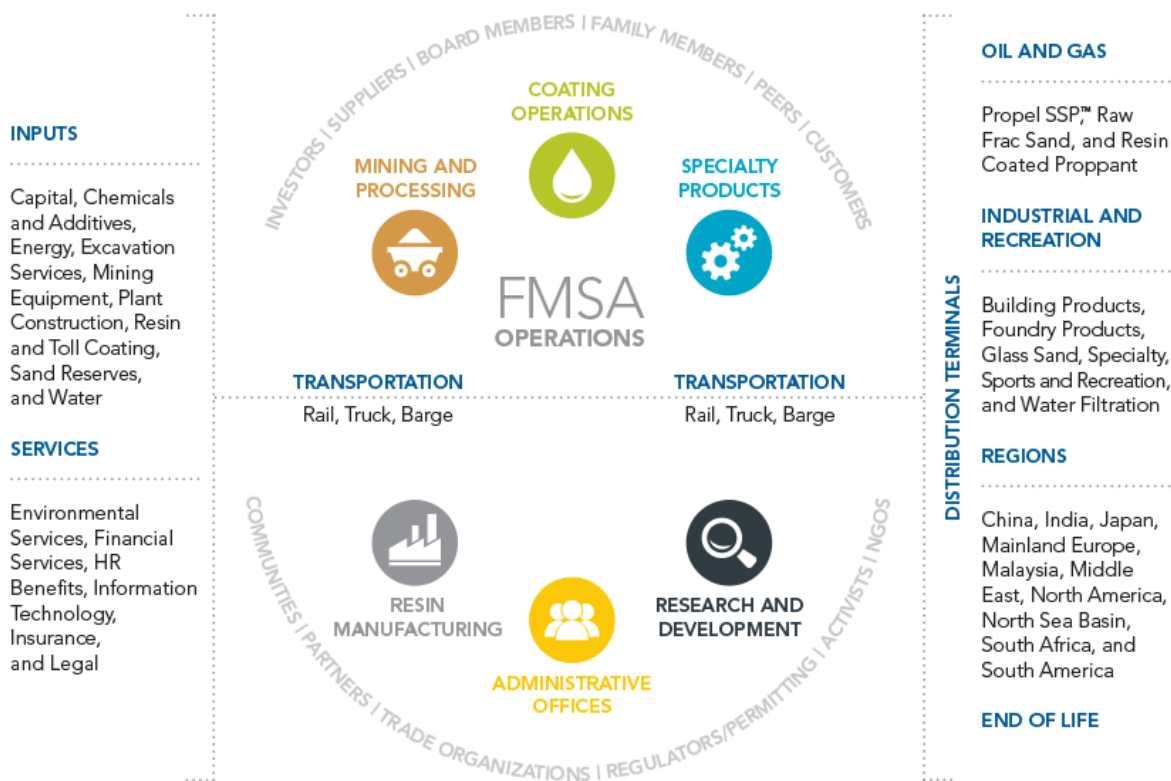 INPUTS
Capital, Chemicals
and Additives,
Energy, Excavation
Services, Mining
Equipment, Plant
Construction, Resin
and Toll Coating,
Sand Reserves,
and Water
SERVICES
Environmental
Services, Financial
Services, HR
Benefits, Information
Technology,
Insurance,
and Legal
INVESTORS | SUPPLIERS | BOARD MEMBERS | FAMILY MEMBERS | PEERS | CUSTOMERS
COATING
OPERATIONS
MINING AND
PROCESSING
SPECIALTY
PRODUCTS
FMSA
OPERATIONS
TRANSPORTATION
Rail, Truck, Barge
TRANSPORTATION
Rail, Truck, Barge
RESIN
MANUFACTURING
ADMINISTRATIVE
OFFICES
RESEARCH AND
DEVELOPMENT
COMMUNITIES | PARTNERS | TRADE ORGANIZATIONS | REGULATORS/PERMITTING | ACTIVISTS | NGOS
DISTRIBUTION TERMINALS
OIL AND GAS
Propel SSP,™ Raw
Frac Sand, and Resin
Coated Proppant
INDUSTRIAL AND
RECREATION
Building Products,
Foundry Products,
Glass Sand, Specialty,
Sports and Recreation,
and Water Filtration
REGIONS
China, India, Japan,
Mainland Europe,
Malaysia, Middle
East, North America,
North Sea Basin,
South Africa, and
South America
END OF LIFE